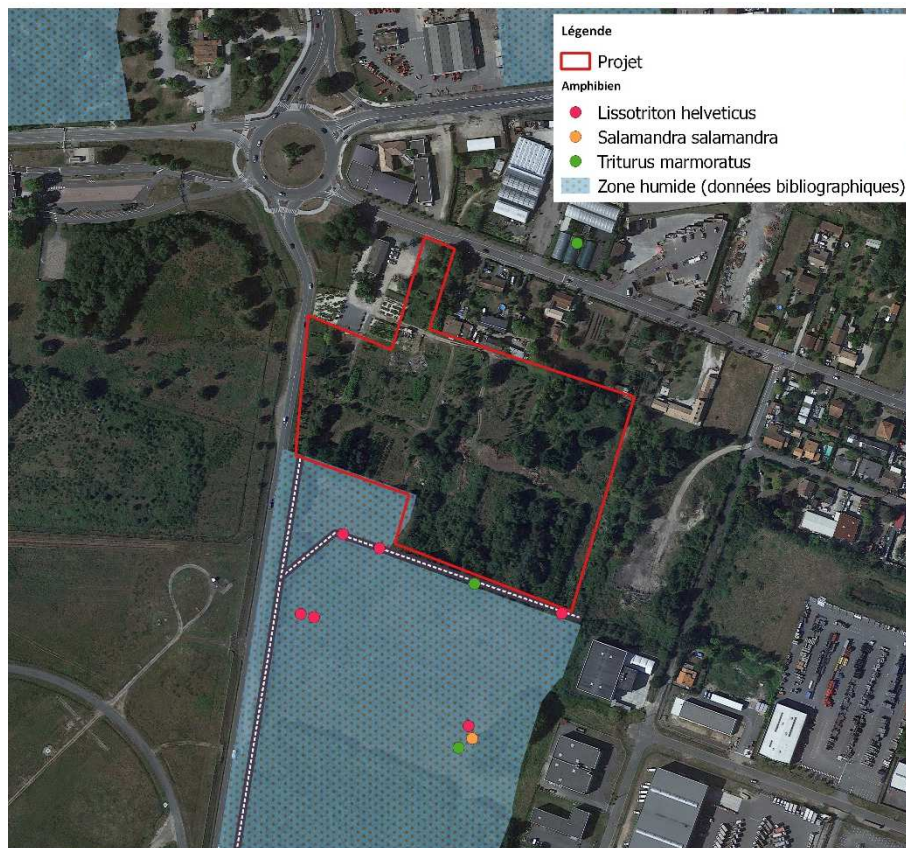 Légende
Projet
Amphibien
Lissotriton helveticus
Salamandra salamandra
Triturus marmoratus
Zone humide (données bibliographiques)